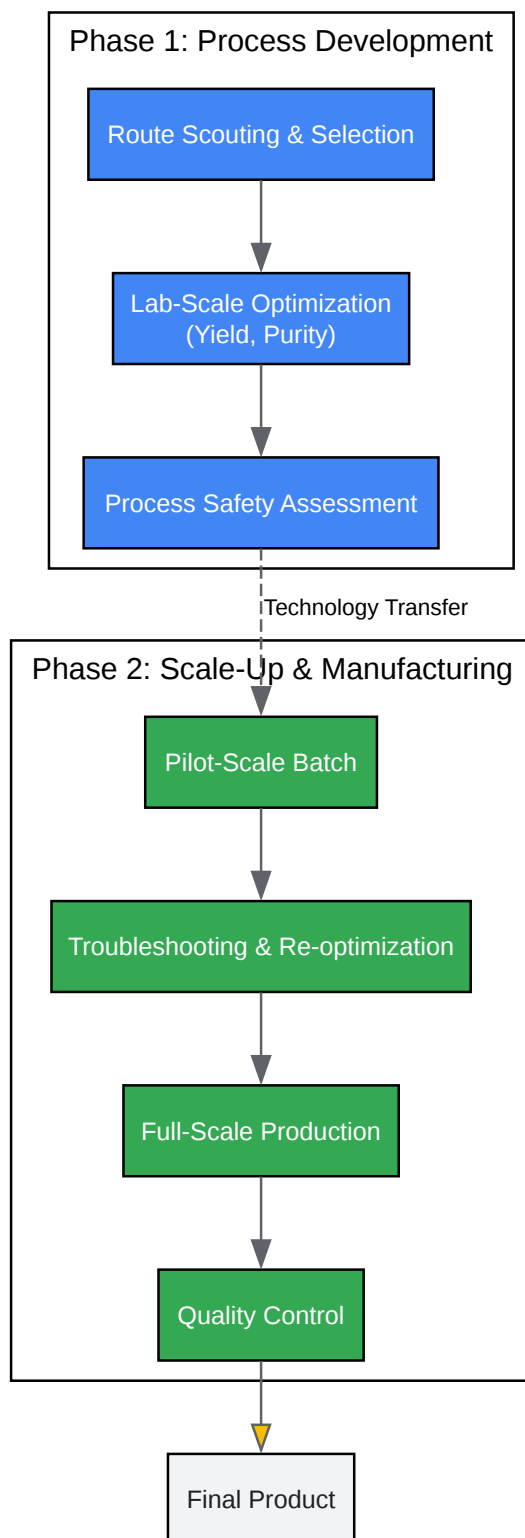 Phase 1: Process Development
Route Scouting & Selection
Lab-Scale Optimization
(Yield, Purity)
Process Safety Assessment
Technology Transfer
Phase 2: Scale-Up & Manufacturing
Pilot-Scale Batch
Troubleshooting & Re-optimization
Full-Scale Production
Quality Control
Final Product